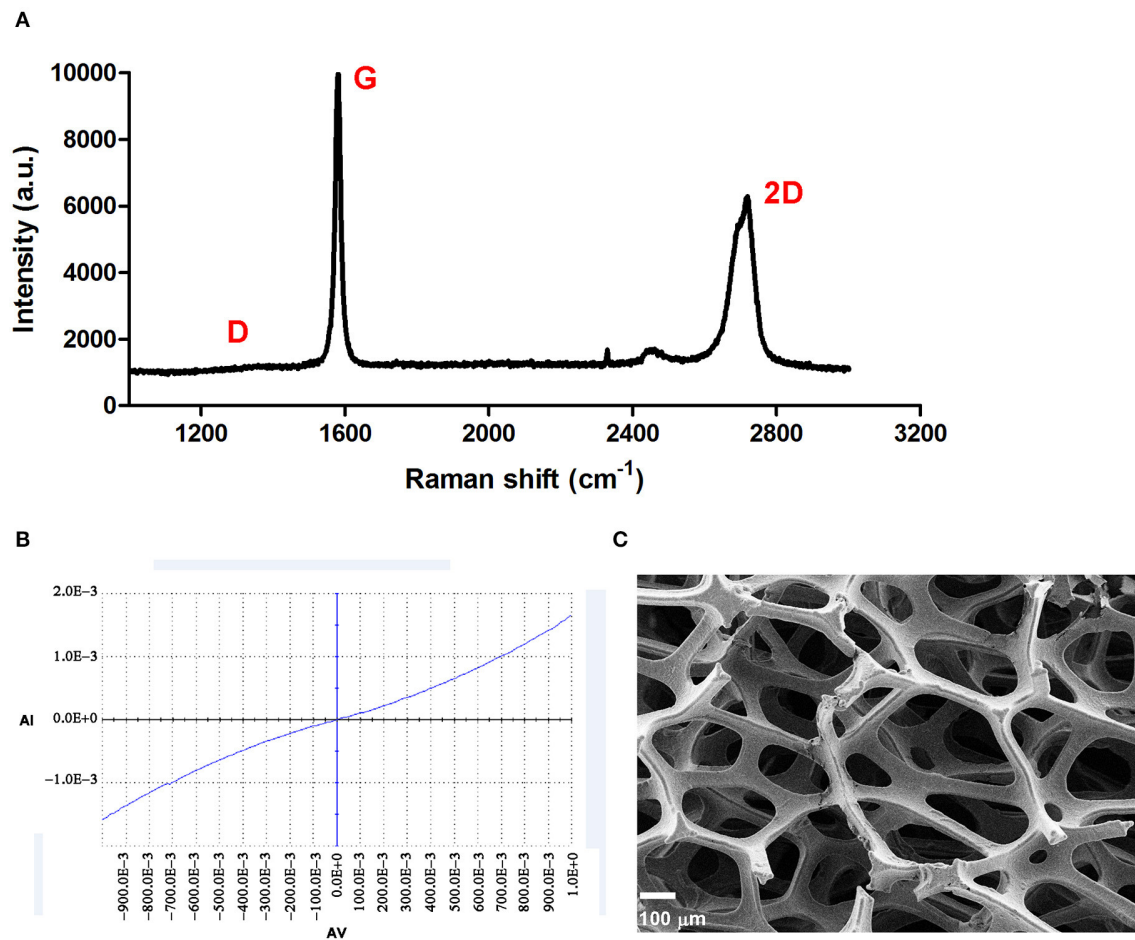 A
10000
8000
6000
4000
2000
0
Intensity (a.u.)
G
2D
D
1200 1600 2000 2400 2800 3200
Raman shift (cm-1)
B
2.0E-3
1.0E-3
0.0E+0
-1.0E-3
AI
-900.0E-3
-800.0E-3
-700.0E-3
-600.0E-3
-500.0E-3
-400.0E-3
-300.0E-3
-200.0E-3
-100.0E-3
0.0E+0
100.0E-3
200.0E-3
300.0E-3
400.0E-3
500.0E-3
600.0E-3
700.0E-3
800.0E-3
900.0E-3
1.0E+0
AV
C
100 μm